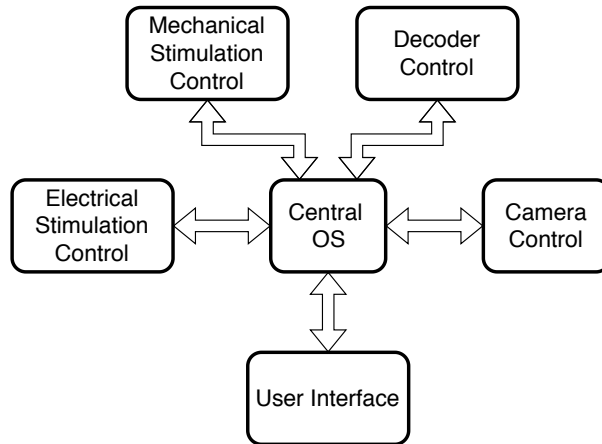 Mechanical
Stimulation
Control
Decoder
Control
Electrical
Stimulation
Control
Central
OS
Camera
Control
User Interface